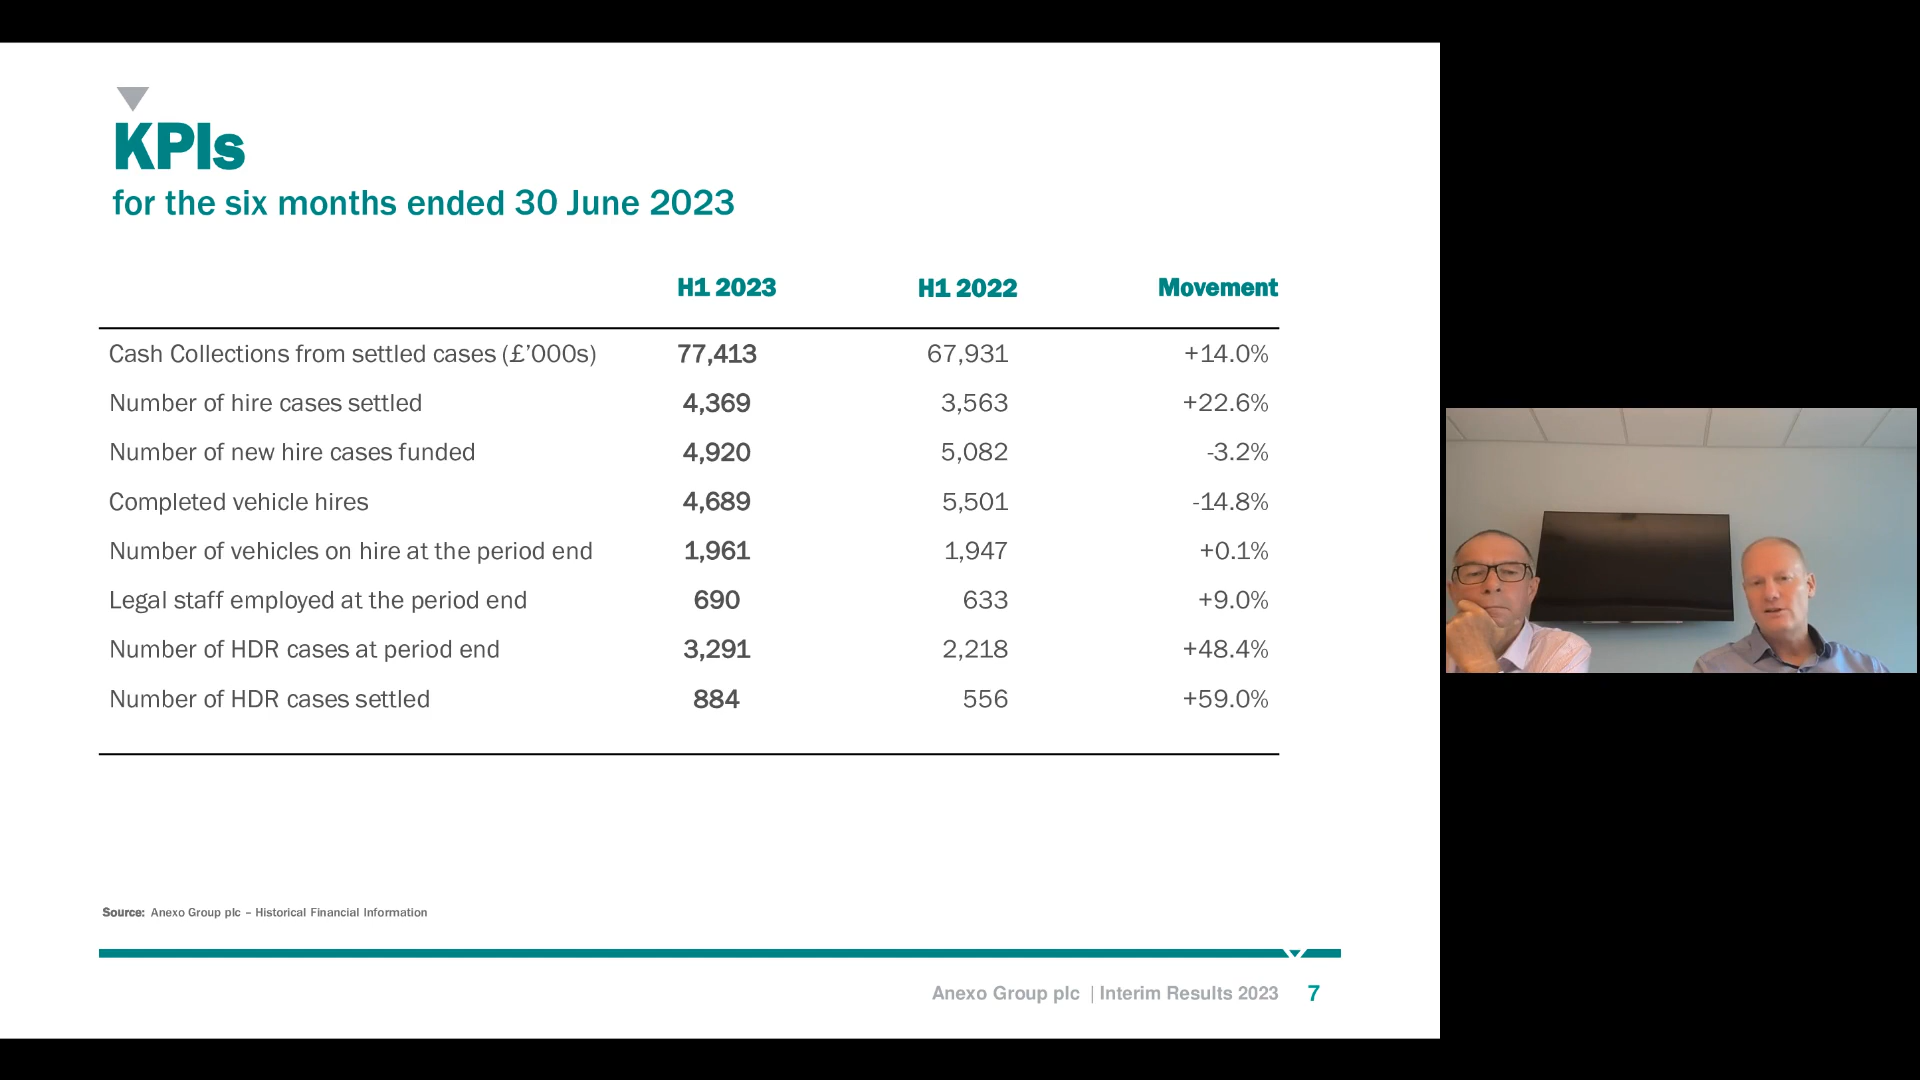 KPIs
for the six months ended 30 June 2023
H1 2023 H1 2022 Movement
Cash Collections from settled cases (£’000s) 77,413 67,931 +14.0%
Number of hire cases settled 4,369 3,563 +22.6%
Number of new hire cases funded 4,920 5,082 -3.2%
Completed vehicle hires 4,689 5,501 -14.8%
Number of vehicles on hire at the period end 1,961 1,947 +0.1%
Legal staff employed at the period end 690 633 +9.0%
Number of HDR cases at period end 3,291 2,218 +48.4%
Number of HDR cases settled 884 556 +59.0%
Source: Anexo Group plc – Historical Financial Information
Anexo Group plc | Interim Results 2023 7